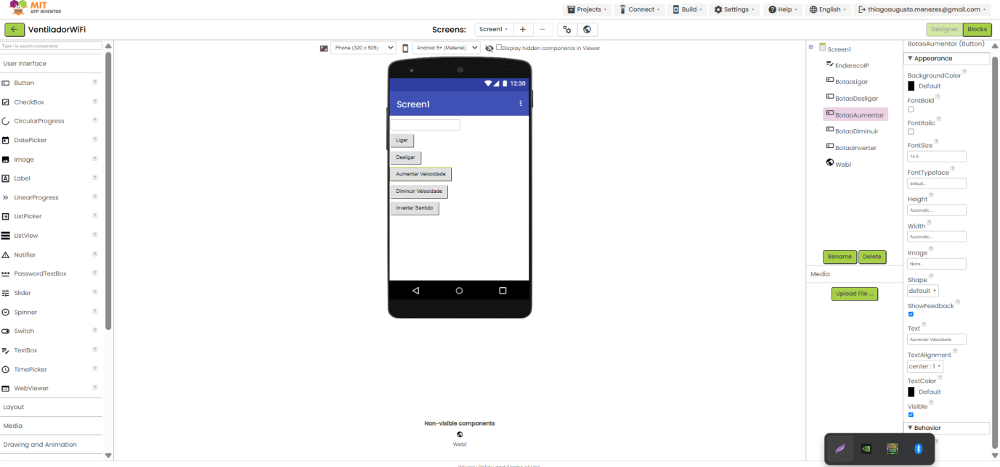 MIT
APP INVENTOR
Projects
Connect
Build
Settings
Help
English
thiagoaugusto.menezes@gmail.com
VentiladorWiFi
Screens:
Screen1
Designer
Blocks
Type / to search components
User Interface
Button
CheckBox
CircularProgress
DatePicker
Image
Label
LinearProgress
ListPicker
ListView
Notifier
PasswordTextBox
Slider
Spinner
Switch
TextBox
TimePicker
WebViewer
Layout
Media
Drawing and Animation
Phone (320 x 505)
Android 5+ (Material)
Display hidden components in Viewer
12:30
Screen1
Ligar
Desligar
Aumentar Velocidade
Diminuir Velocidade
Inverter Sentido
Non-visible components
Web1
Privacy Policy and Terms of Use
Screen1
EnderecoIP
BotaoLigar
BotaoDesligar
BotaoAumentar
BotaoDiminuir
BotaoInverter
Web1
Rename
Delete
Media
Upload File ...
BotaoAumentar (Button)
Appearance
BackgroundColor
Default
FontBold
FontItalic
FontSize
14.0
FontTypeface
default...
Height
Automatic...
Width
Automatic...
Image
None...
Shape
default
ShowFeedback
Text
Aumentar Velocidade
TextAlignment
center : 1
TextColor
Default
Visible
Behavior